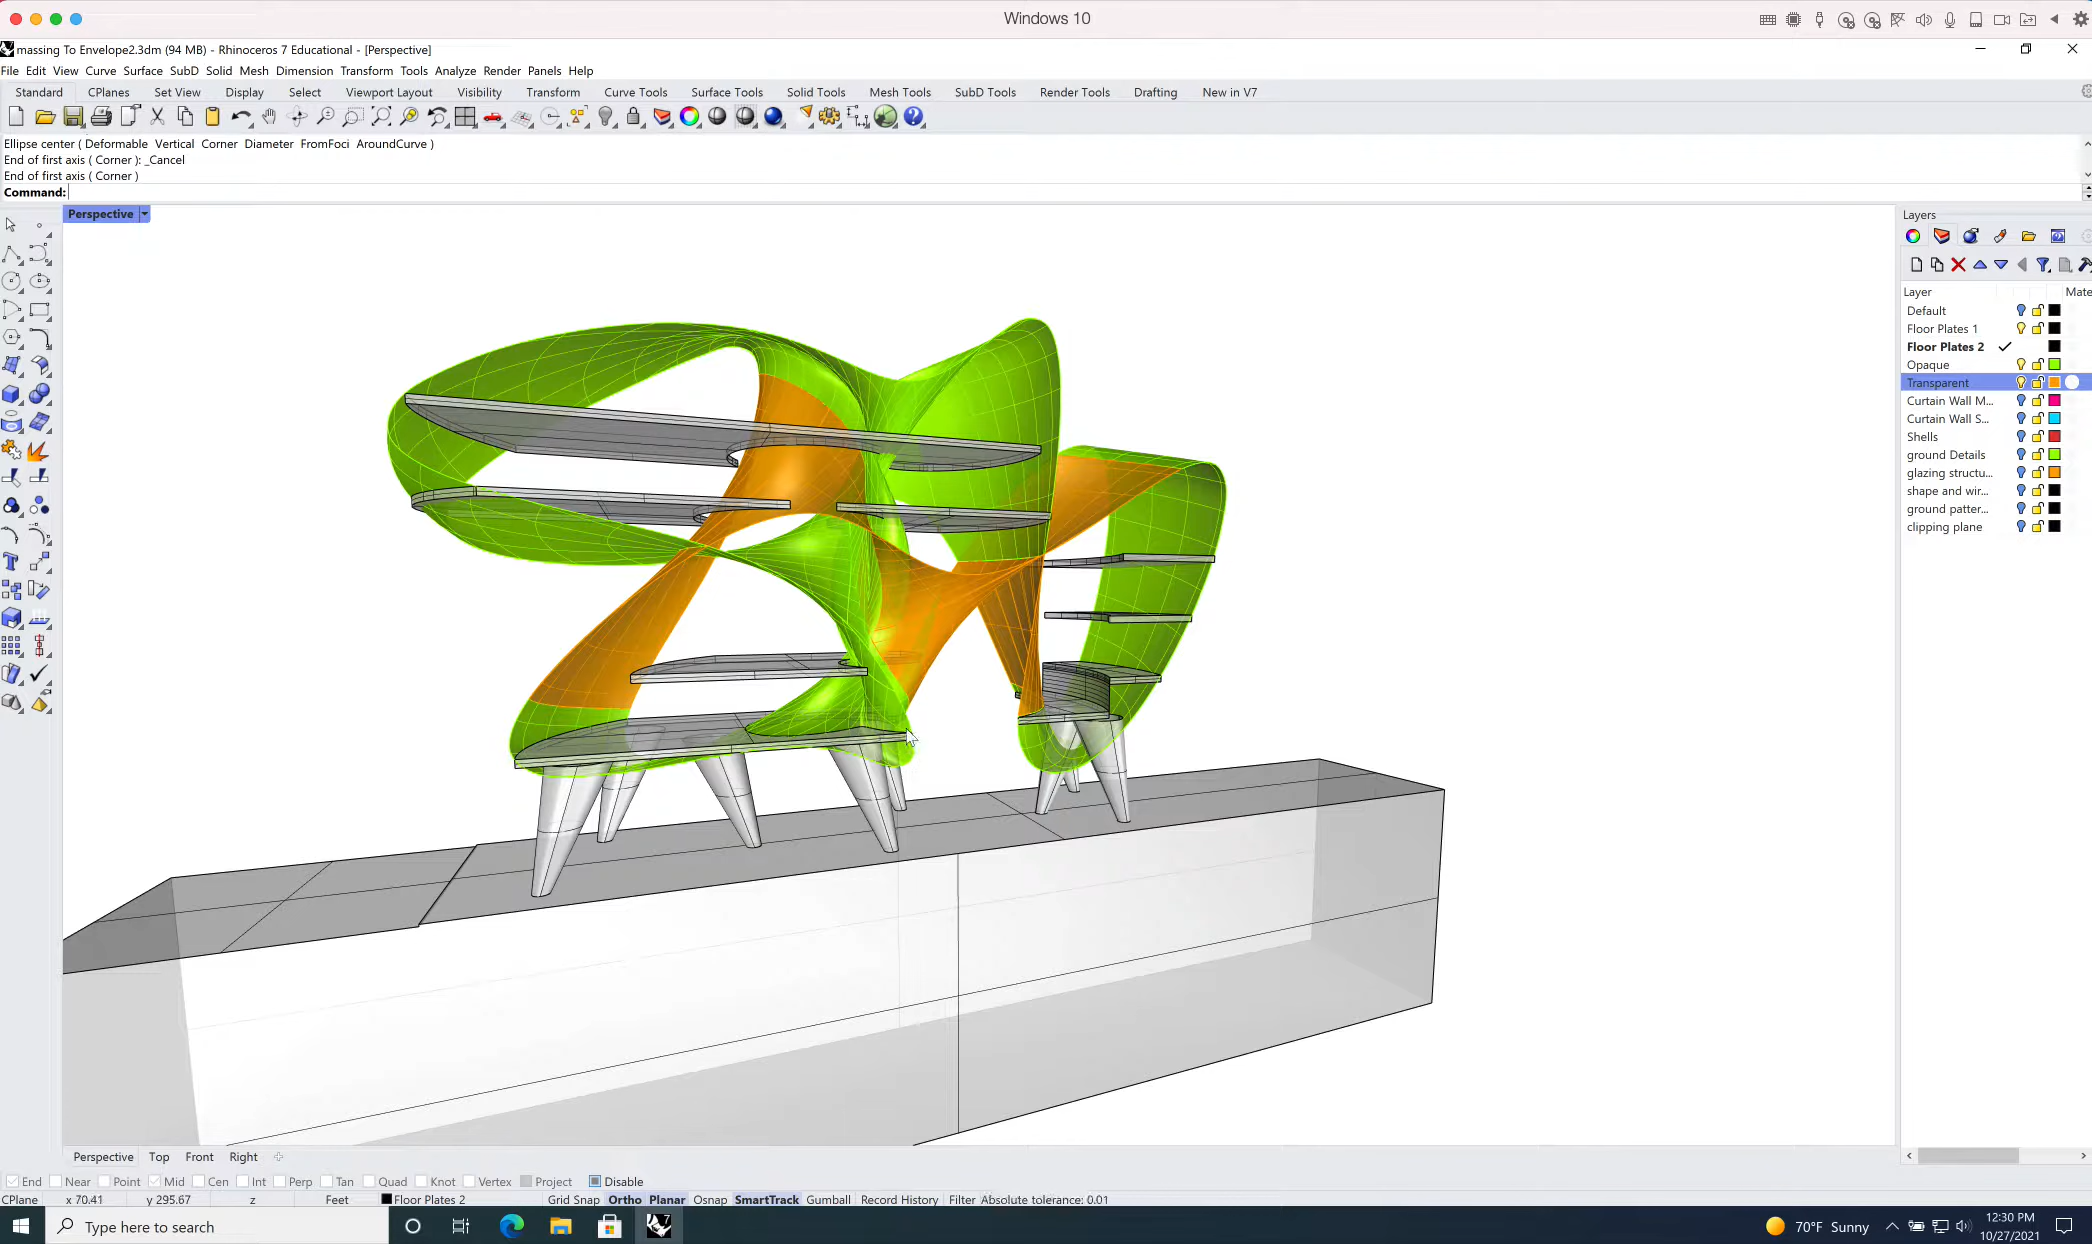 Windows 10
massing To Envelope2.3dm (94 MB) - Rhinoceros 7 Educational - [Perspective]
File Edit View Curve Surface SubD Solid Mesh Dimension Transform Tools Analyze Render Panels Help
Standard CPlanes Set View Display Select Viewport Layout Visibility Transform Curve Tools Surface Tools Solid Tools Mesh Tools SubD Tools Render Tools Drafting New in V7
Ellipse center ( Deformable Vertical Corner Diameter FromFoci AroundCurve )
End of first axis ( Corner ): _Cancel
End of first axis ( Corner )
Command:
Perspective
Layers
Layer Mate
Default
Floor Plates 1
Floor Plates 2
Opaque
Transparent
Curtain Wall M...
Curtain Wall S...
Shells
ground Details
glazing structu...
shape and wir...
ground patter...
clipping plane
Perspective Top Front Right
End Near Point Mid Cen Int Perp Tan Quad Knot Vertex Project Disable
CPlane x 70.41 y 295.67 z Feet Floor Plates 2 Grid Snap Ortho Planar Osnap SmartTrack Gumball Record History Filter Absolute tolerance: 0.01
Type here to search
70°F Sunny
12:30 PM
10/27/2021